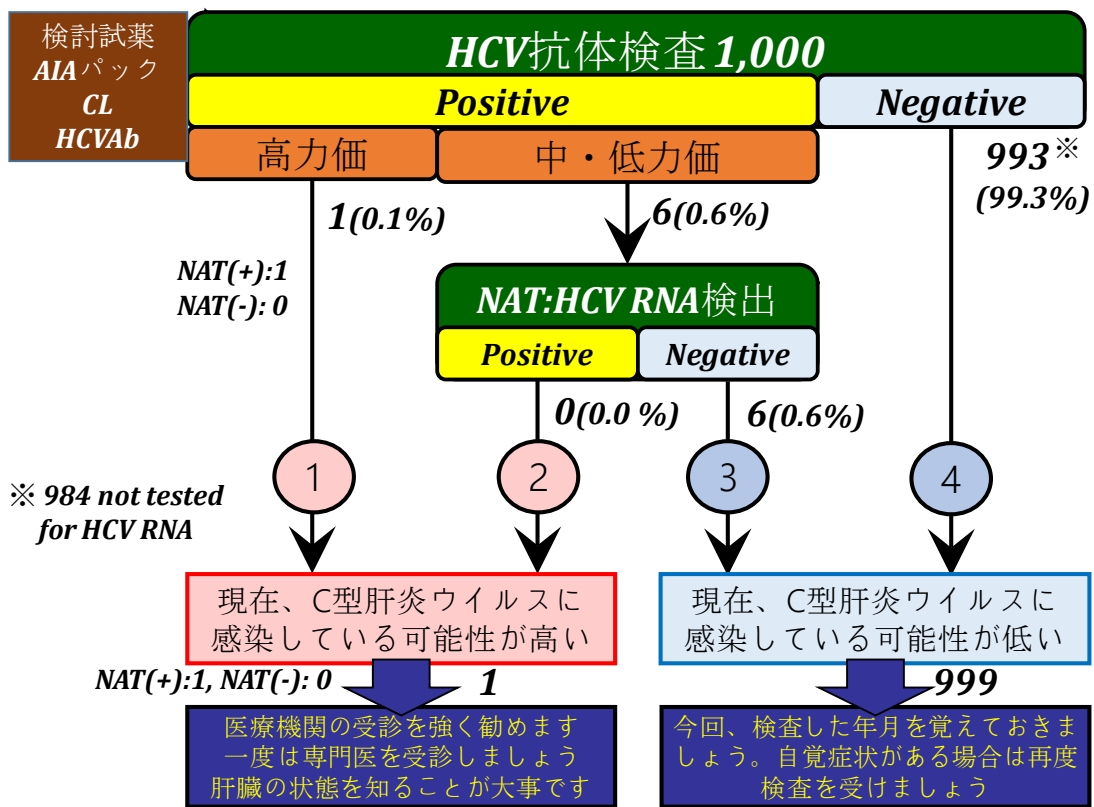 検討試薬
AIAパック
CL
HCVAb
HCV抗体検査 1,000
Positive
Negative
高力価
中・低力価
993※
(99.3%)
1(0.1%)
6(0.6%)
NAT(+):1
NAT(-): 0
NAT:HCV RNA検出
Positive
Negative
0(0.0 %)
6(0.6%)
1
2
3
4
※ 984 not tested
for HCV RNA
現在、C型肝炎ウイルスに
感染している可能性が高い
現在、C型肝炎ウイルスに
感染している可能性が低い
NAT(+):1, NAT(-): 0
1
999
医療機関の受診を強く勧めます
一度は専門医を受診しましょう
肝臓の状態を知ることが大事です
今回、検査した年月を覚えておきま
しょう。自覚症状がある場合は再度
検査を受けましょう